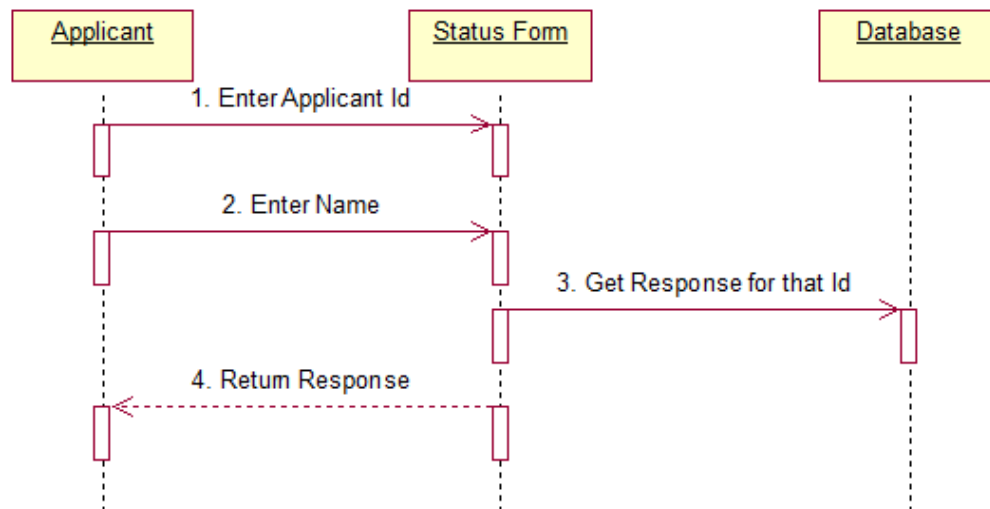 Applicant
Status Form
Database
1. Enter Applicant Id
2. Enter Name
3. Get Response for that Id
4. Return Response